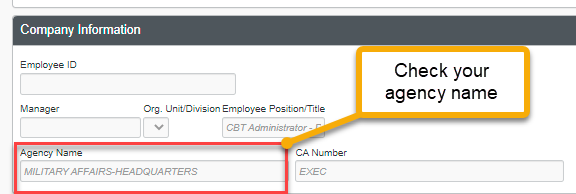 Company Information
Employee ID
Check your
agency name
Manager Org. Unit/Division Employee Position/Title
CBT Administrator -
Agency Name CA Number
MILITARY AFFAIRS-HEADQUARTERS EXEC